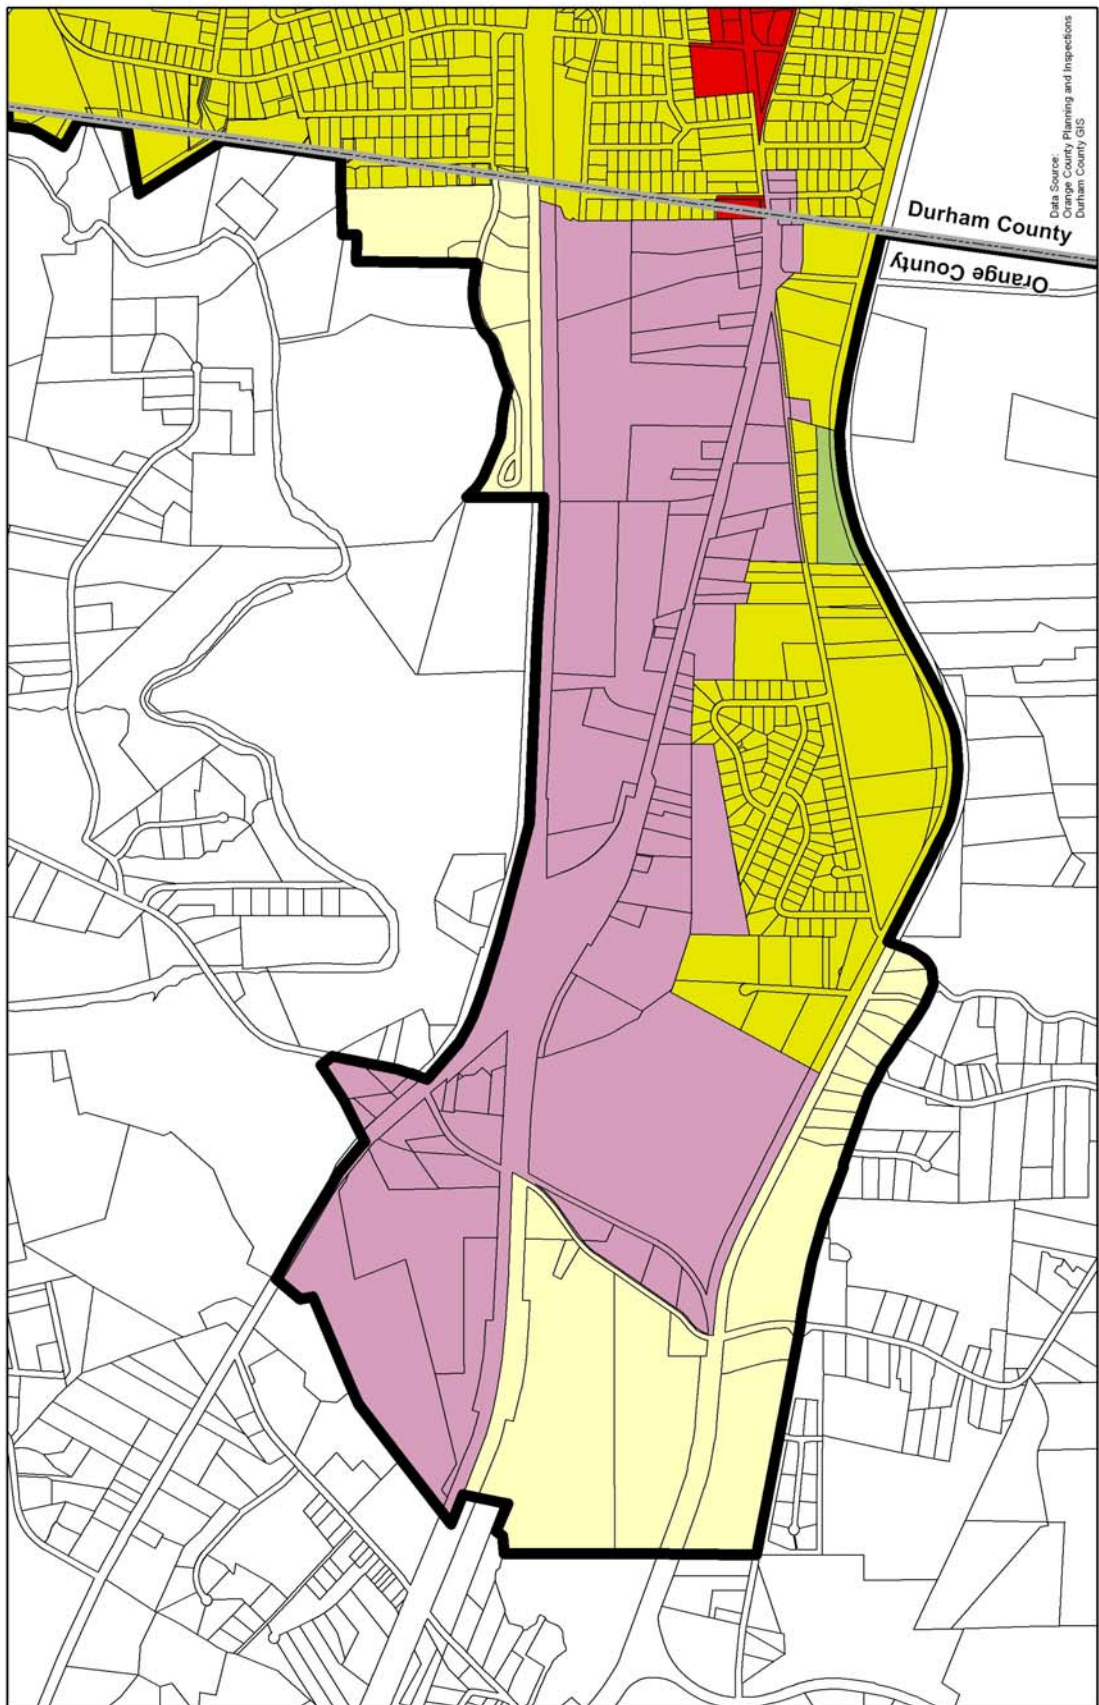 Data Source:
Orange County Planning and Inspections
Durham County GIS
Durham County
Orange County